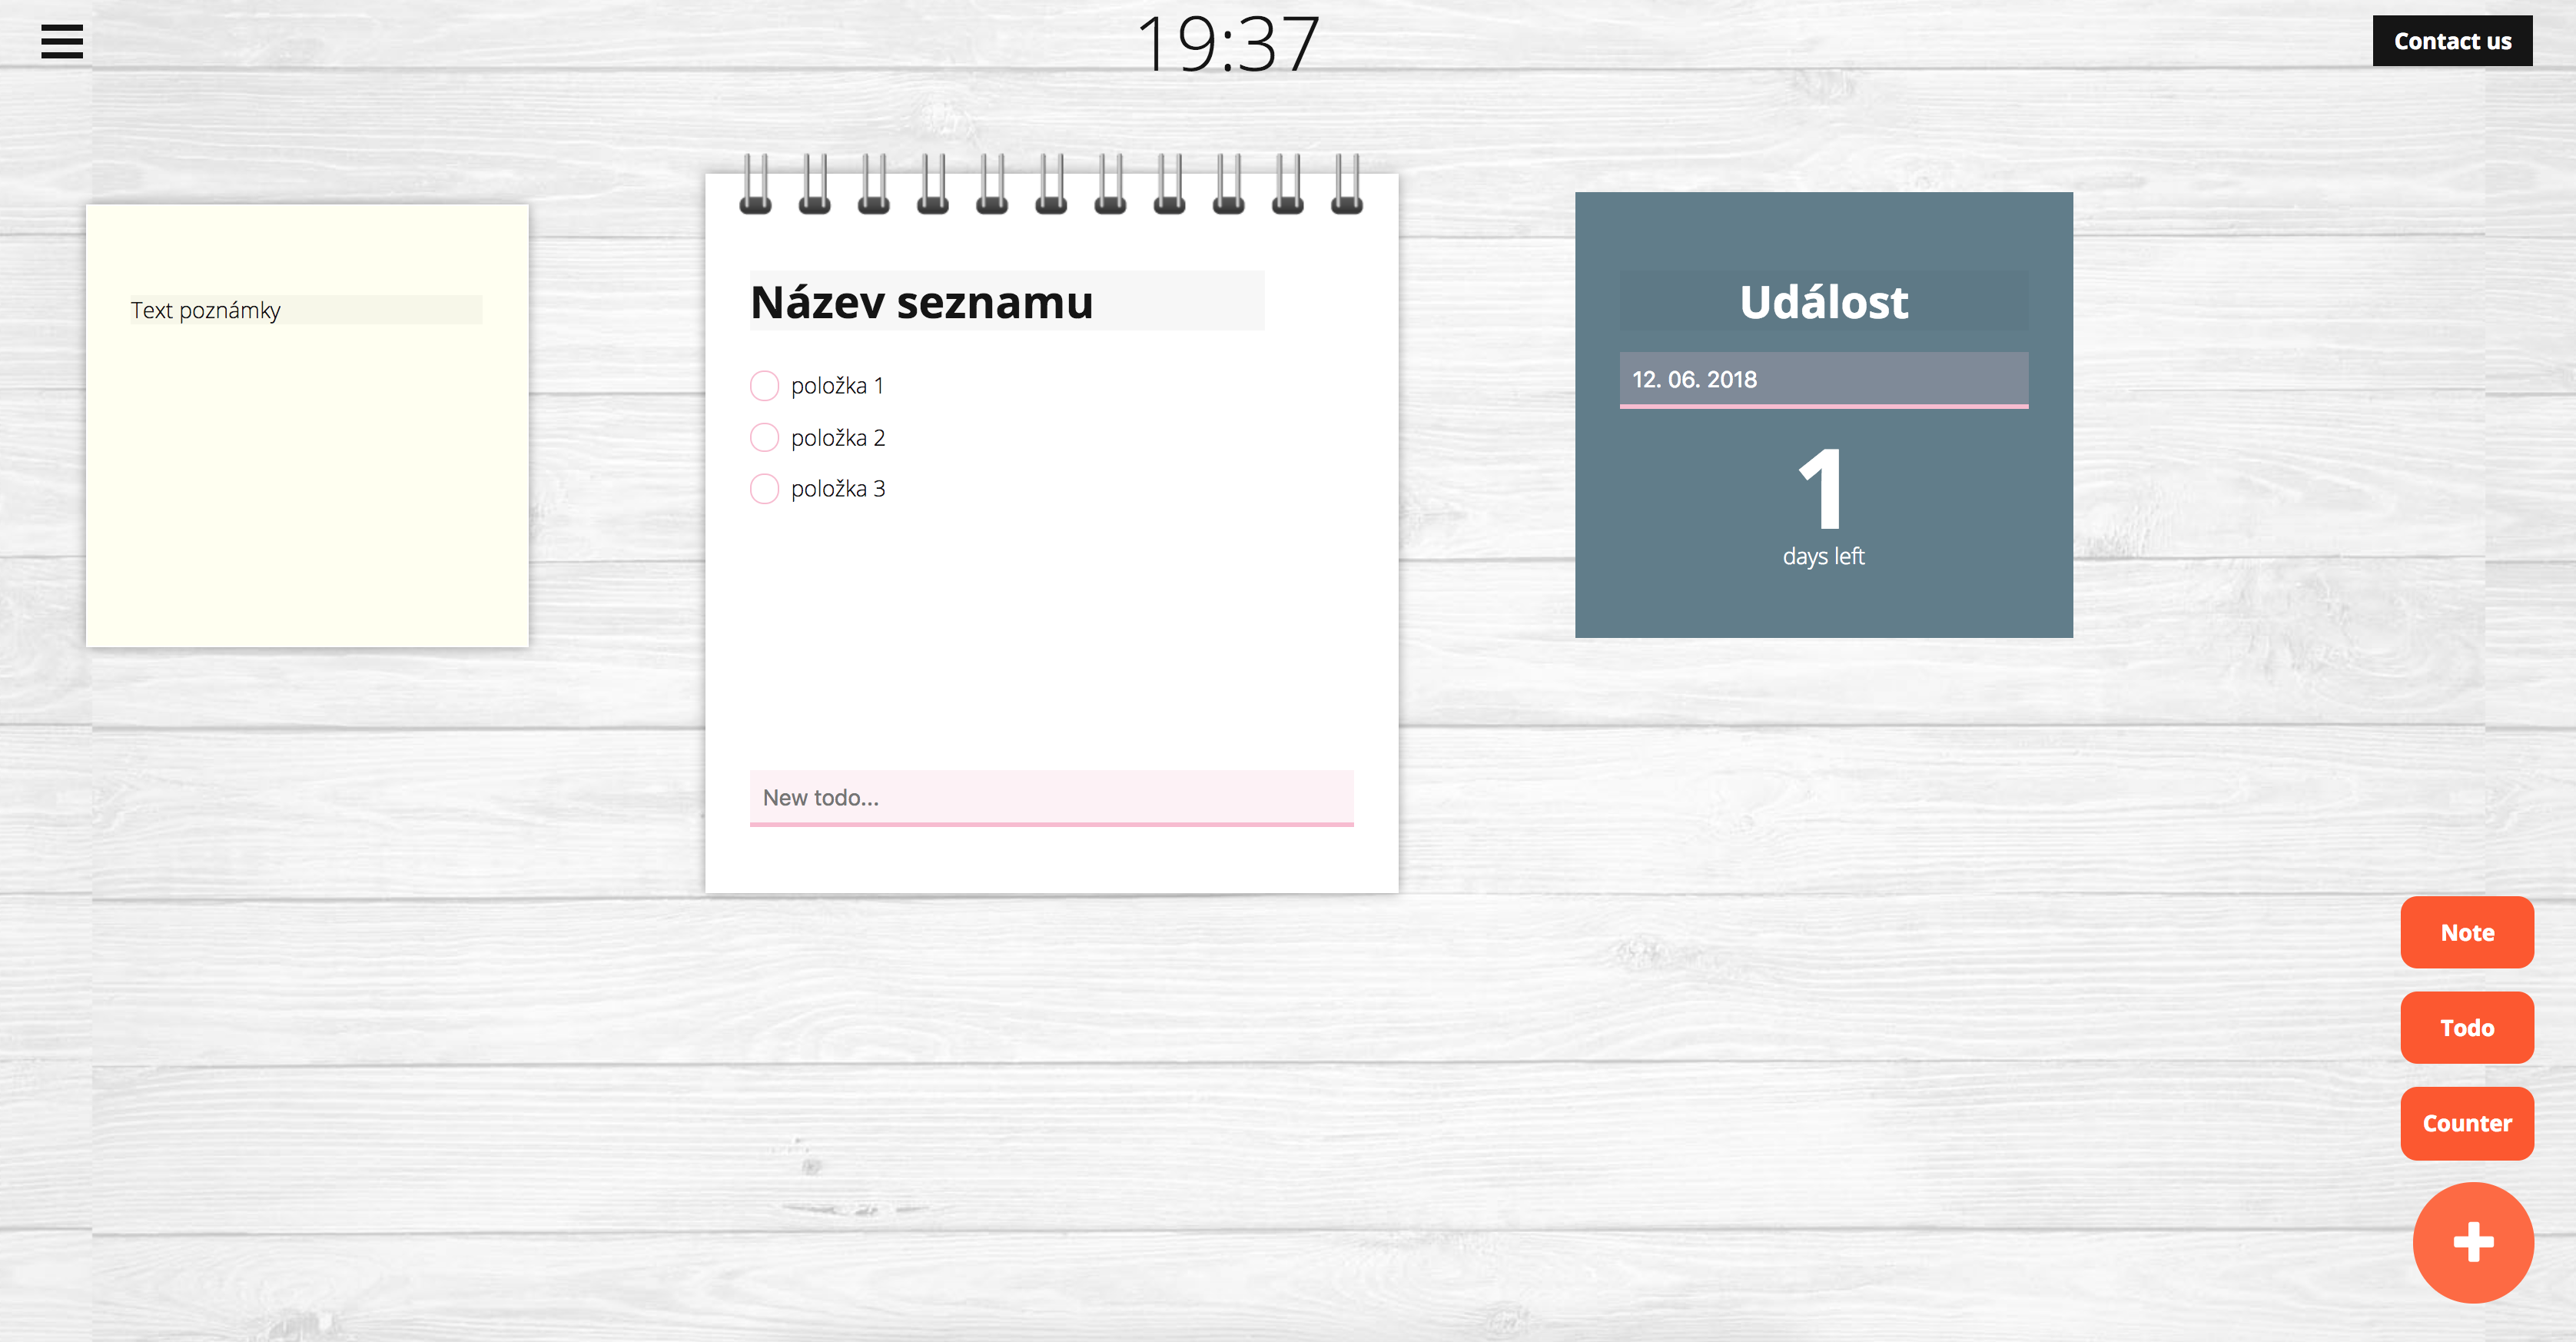 19:37
Contact us
Text poznámky
Název seznamu
položka 1
položka 2
položka 3
New todo...
Událost
12. 06. 2018
1
days left
Note
Todo
Counter